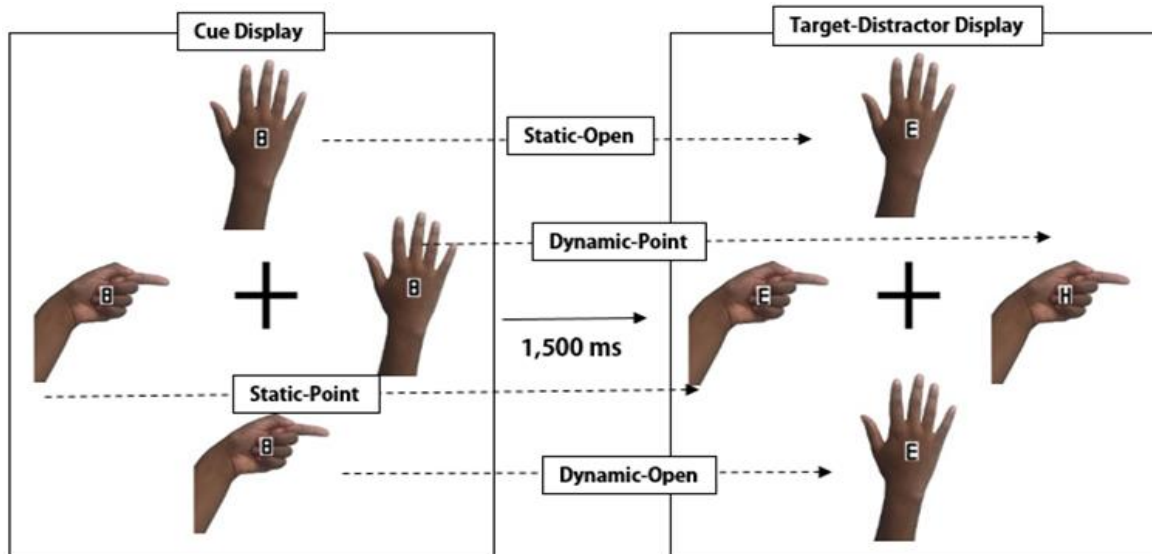 Cue Display
Target-Distractor Display
8
Static-Open
E
Dynamic-Point
8
8
E
H
1,500 ms
Static-Point
8
Dynamic-Open
E